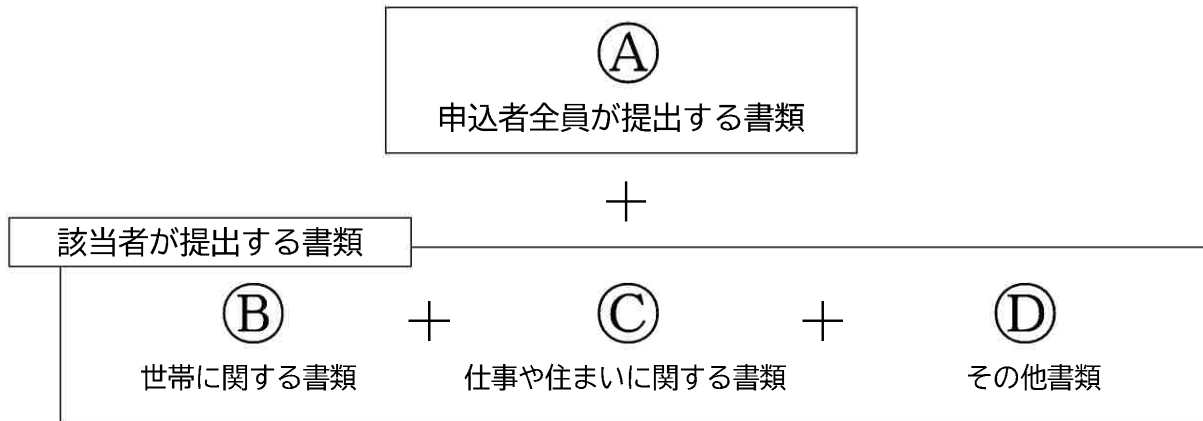 Ⓐ
申込者全員が提出する書類
+
該当者が提出する書類
Ⓑ + Ⓒ + Ⓓ
世帯に関する書類 仕事や住まいに関する書類 その他書類